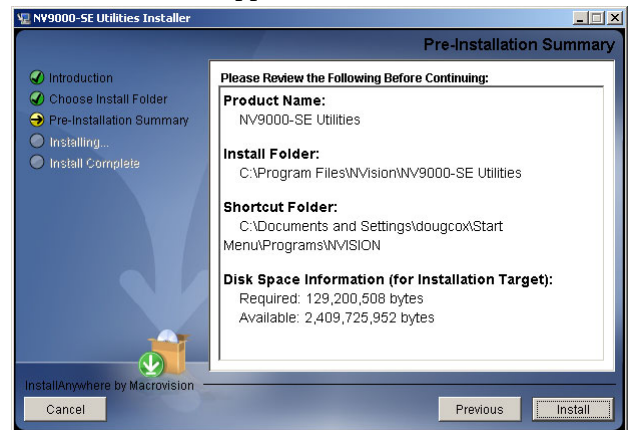 NV9000-SE Utilities Installer
Pre-Installation Summary
Introduction
Choose Install Folder
Pre-Installation Summary
Installing...
Install Complete
Please Review the Following Before Continuing:
Product Name:
NV9000-SE Utilities
Install Folder:
C:\Program Files\NVision\NV9000-SE Utilities
Shortcut Folder:
C:\Documents and Settings\dougcox\Start
Menu\Programs\NVISION
Disk Space Information (for Installation Target):
Required: 129,200,508 bytes
Available: 2,409,725,952 bytes
InstallAnywhere by Macrovision
Cancel
Previous
Install